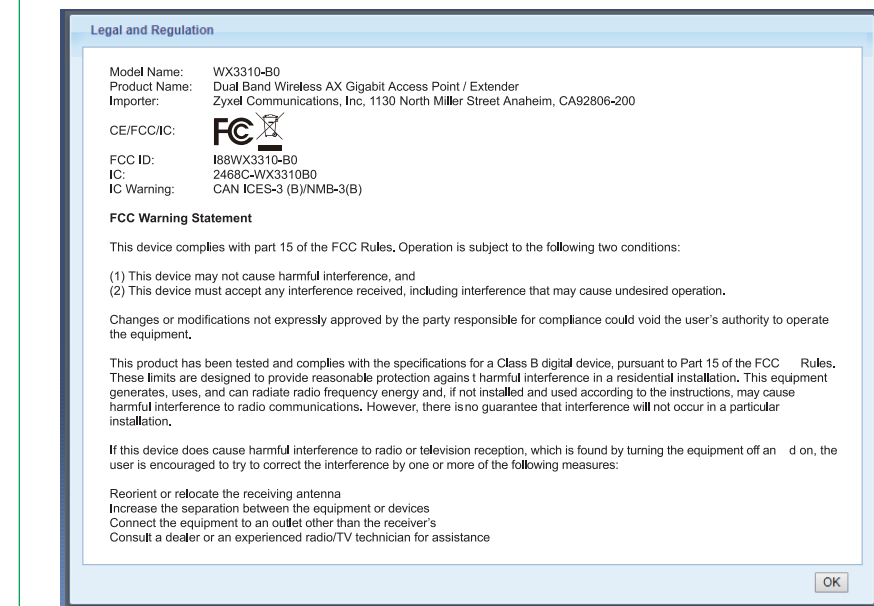 Legal and Regulation
Model Name: WX3310-B0
Product Name: Dual Band Wireless AX Gigabit Access Point / Extender
Importer: Zyxel Communications, Inc, 1130 North Miller Street Anaheim, CA92806-200
CE/FCC/IC: FC
FCC ID: I88WX3310-B0
IC: 2468C-WX3310B0
IC Warning: CAN ICES-3 (B)/NMB-3(B)
FCC Warning Statement
This device complies with part 15 of the FCC Rules. Operation is subject to the following two conditions:
(1) This device may not cause harmful interference, and
(2) This device must accept any interference received, including interference that may cause undesired operation.
Changes or modifications not expressly approved by the party responsible for compliance could void the user's authority to operate
the equipment.
This product has been tested and complies with the specifications for a Class B digital device, pursuant to Part 15 of the FCC Rules.
These limits are designed to provide reasonable protection agains t harmful interference in a residential installation. This equipment
generates, uses, and can radiate radio frequency energy and, if not installed and used according to the instructions, may cause
harmful interference to radio communications. However, there is no guarantee that interference will not occur in a particular
installation.
If this device does cause harmful interference to radio or television reception, which is found by turning the equipment off an d on, the
user is encouraged to try to correct the interference by one or more of the following measures:
Reorient or relocate the receiving antenna
Increase the separation between the equipment or devices
Connect the equipment to an outlet other than the receiver's
Consult a dealer or an experienced radio/TV technician for assistance
OK